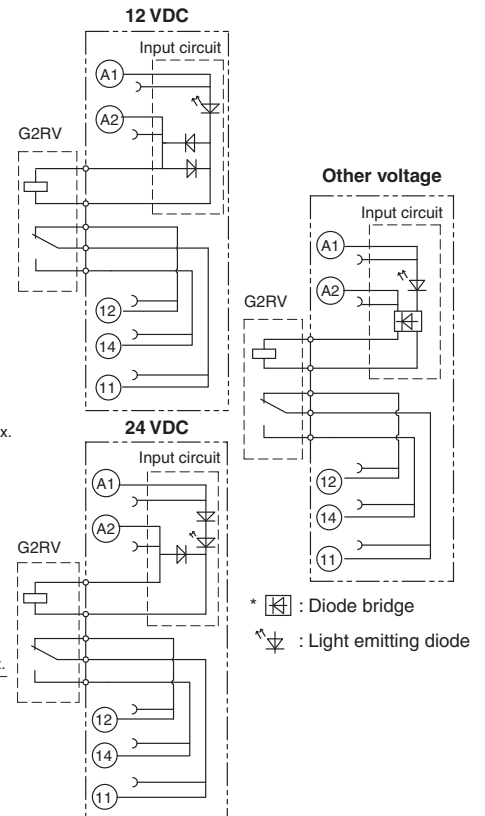 12 VDC
Input circuit
A1
A2
G2RV
12
14
11
x.
24 VDC
Input circuit
A1
A2
G2RV
t.
12
14
11
Other voltage
Input circuit
A1
A2
G2RV
12
14
11
* : Diode bridge
: Light emitting diode